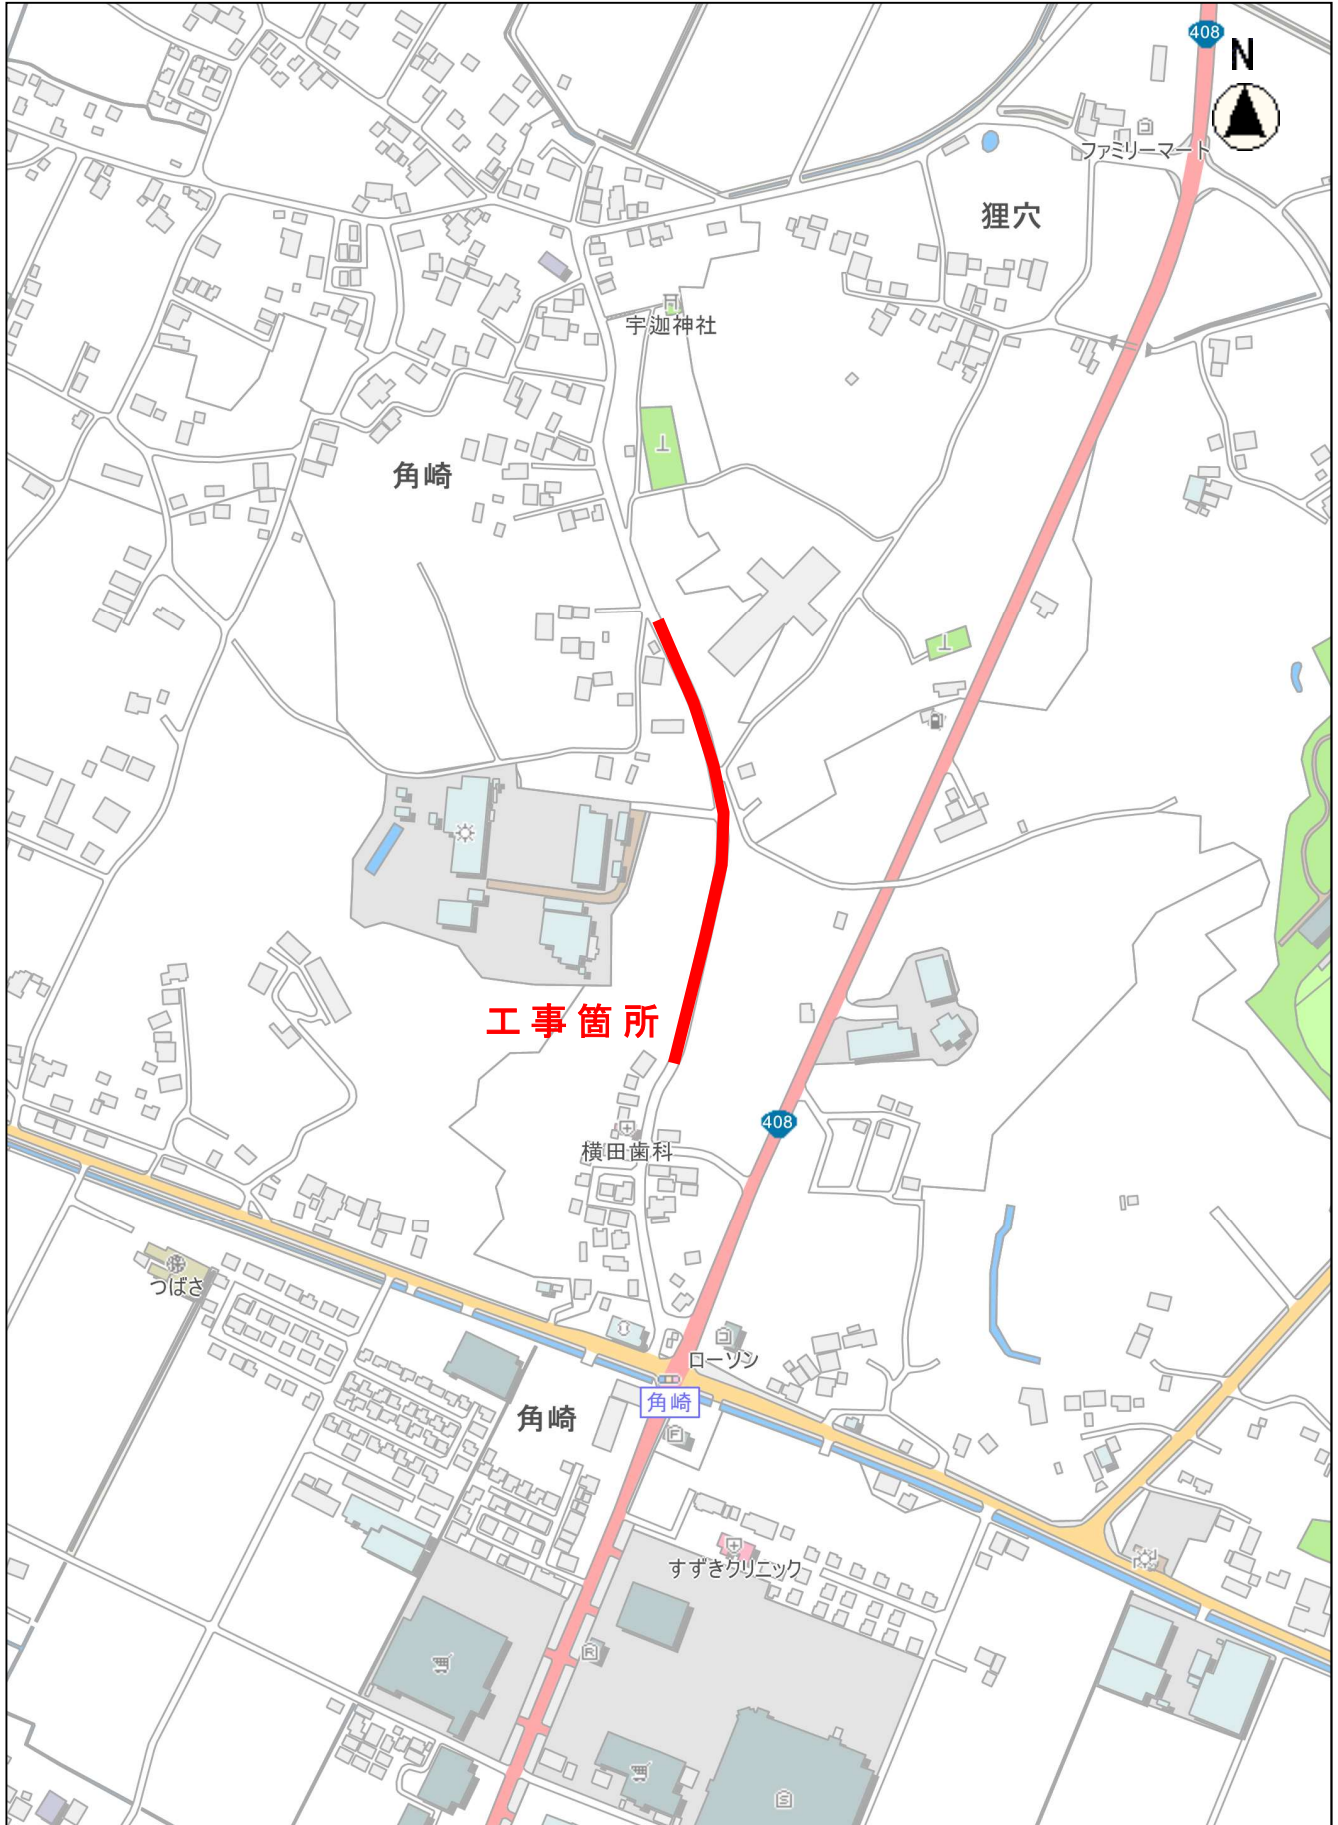 408
N
ファミリーマート
狸穴
宇迦神社
角崎
工事箇所
408
横田歯科
つばさ
ローソン
角崎
角崎
F
すずきクリニック
R
S